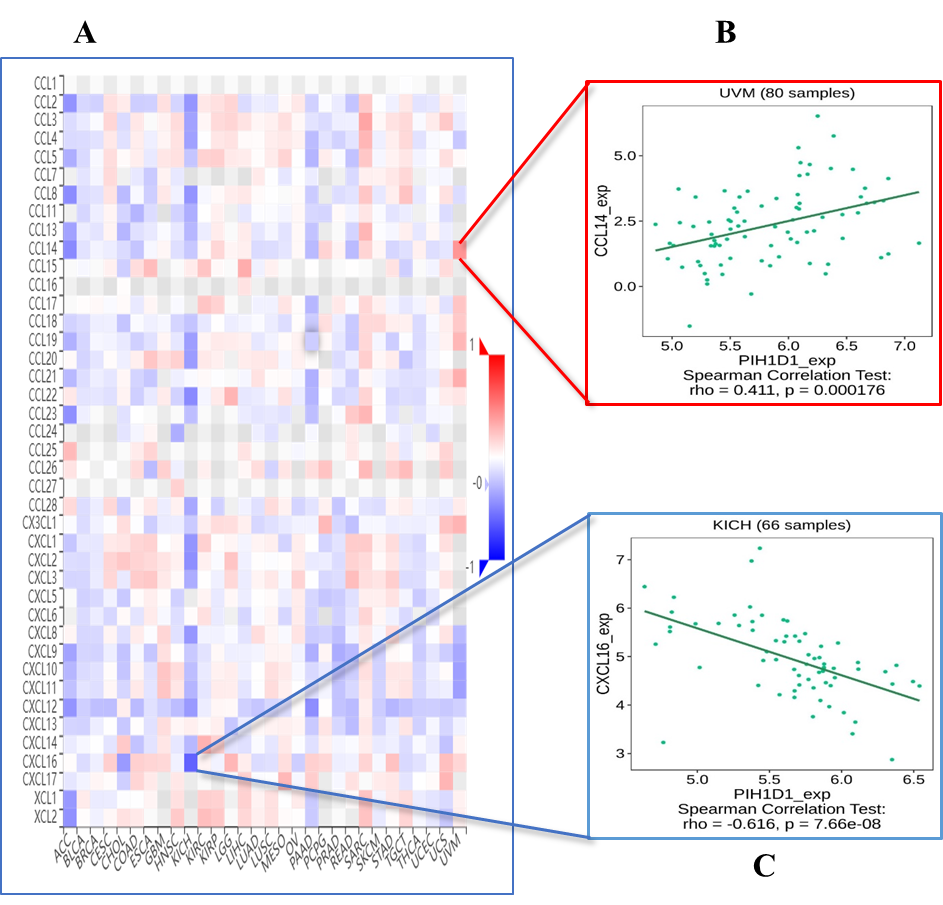 A
B
CCL1
CCL2
CCL3
CCL4
CCL5
CCL7
CCL8
CCL11
CCL13
CCL14
CCL15
CCL16
CCL17
CCL18
CCL19
CCL20
CCL21
CCL22
CCL23
CCL24
CCL25
CCL26
CCL27
CCL28
CX3CL1
CXCL1
CXCL2
CXCL3
CXCL5
CXCL6
CXCL8
CXCL9
CXCL10
CXCL11
CXCL12
CXCL13
CXCL14
CXCL16
CXCL17
XCL1
XCL2
ACC BLCA BRCA CESC CHOL COAD ESCA GBM HNSC KICH KIRC KIRP LGG LIHC LUAD LUSC MESO OV PAAD PCPG PRAD READ SARC SKCM STAD TGCT THCA UCEC UCS UVM
1
-0
-1
UVM (80 samples)
CCL14_exp
5.0
2.5
0.0
5.0 5.5 6.0 6.5 7.0
PIH1D1_exp
Spearman Correlation Test:
rho = 0.411, p = 0.000176
KICH (66 samples)
CXCL16_exp
7
6
5
4
3
5.0 5.5 6.0 6.5
PIH1D1_exp
Spearman Correlation Test:
rho = -0.616, p = 7.66e-08
C